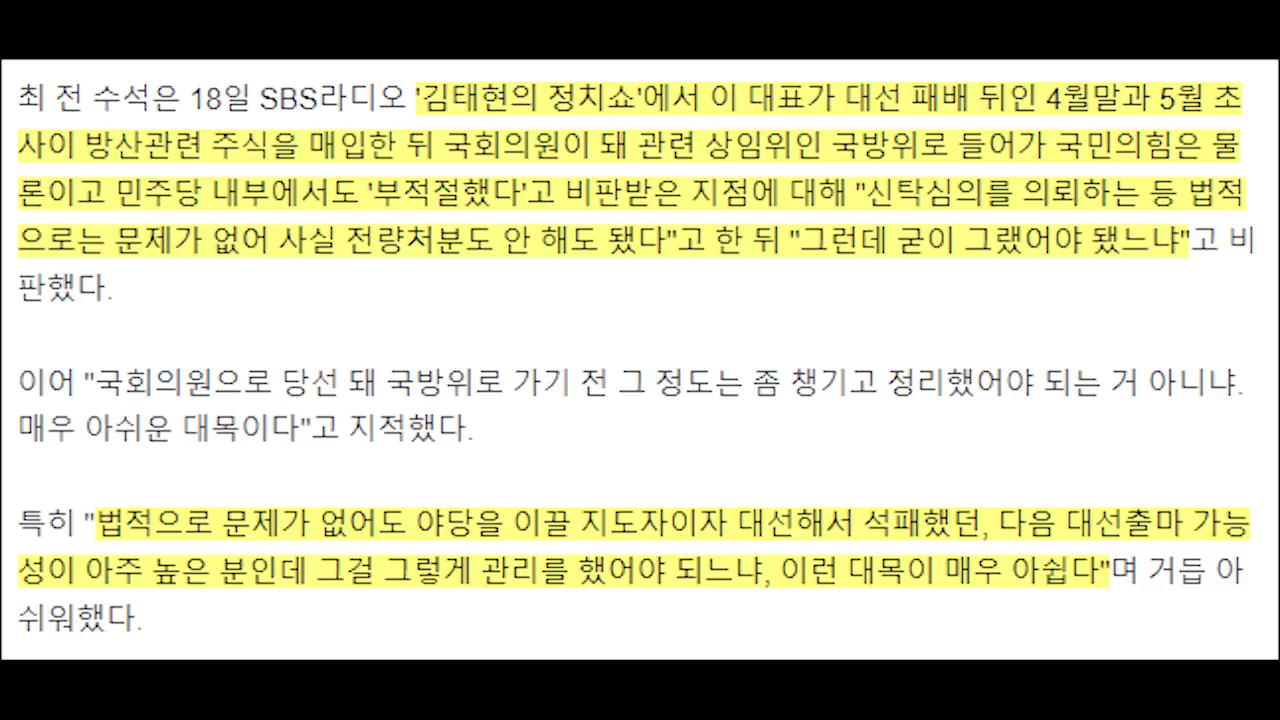 최 전 수석은 18일 SBS라디오 '김태현의 정치쇼'에서 이 대표가 대선 패배 뒤인 4월말과 5월 초
사이 방산관련 주식을 매입한 뒤 국회의원이 돼 관련 상임위인 국방위로 들어가 국민의힘은 물
론이고 민주당 내부에서도 '부적절했다'고 비판받은 지점에 대해 "신탁심의를 의뢰하는 등 법적
으로는 문제가 없어 사실 전량처분도 안 해도 됐다"고 한 뒤 "그런데 굳이 그랬어야 됐느냐"고 비
판했다.
이어 "국회의원으로 당선 돼 국방위로 가기 전 그 정도는 좀 챙기고 정리했어야 되는 거 아니냐.
매우 아쉬운 대목이다"고 지적했다.
특히 "법적으로 문제가 없어도 야당을 이끌 지도자이자 대선해서 석패했던, 다음 대선출마 가능
성이 아주 높은 분인데 그걸 그렇게 관리를 했어야 되느냐, 이런 대목이 매우 아쉽다"며 거듭 아
쉬워했다.